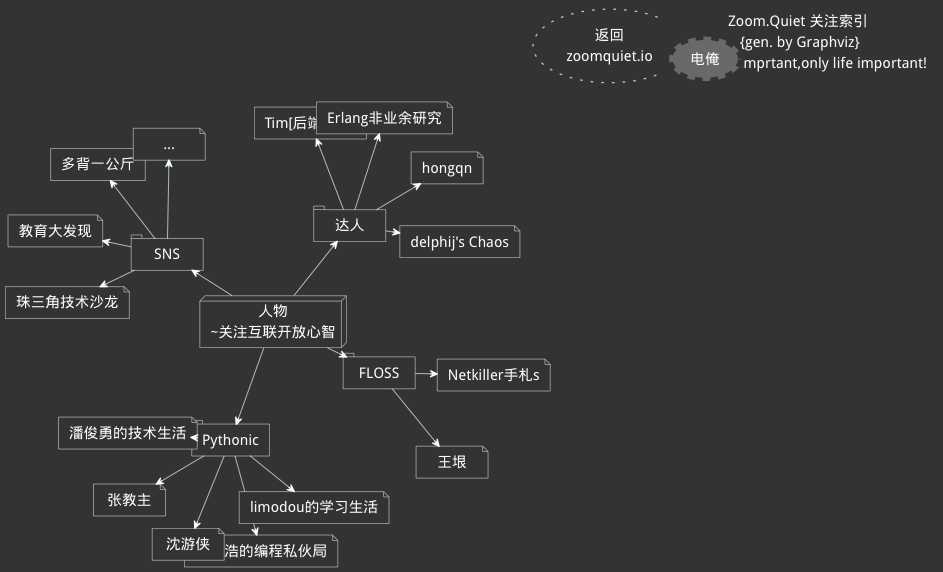 返回
zoomquiet.io
Zoom.Quiet 关注索引
{gen. by Graphviz}
电俺
mprtant,only life important!
Tim[后端
Erlang非业余研究
...
多背一公斤
hongqn
教育大发现
达人
delphij's Chaos
SNS
珠三角技术沙龙
人物
~关注互联开放心智
FLOSS
Netkiller手札s
潘俊勇的技术生活
Pythonic
王垠
张教主
limodou的学习生活
沈游侠
浩的编程私伙局